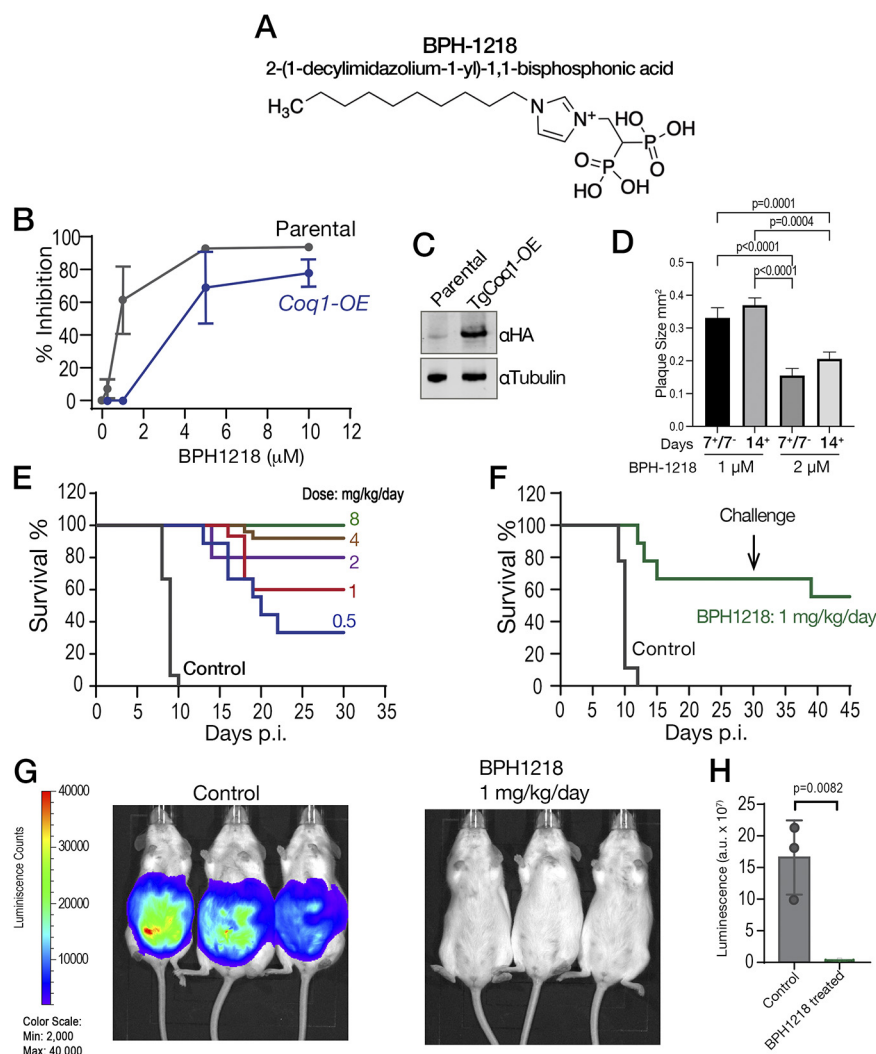 A
BPH-1218
2-(1-decylimidazolium-1-yl)-1,1-bisphosphonic acid
H₃C
N
N⁺
HO
OH
P
O
O
P
HO
OH
B
Parental
Coq1-OE
% Inhibition
100
80
60
40
20
0
0 2 4 6 8 10 12
BPH1218 (μM)
C
Parental
TgCoq1-OE
αHA
αTubulin
D
p=0.0001
p=0.0004
p<0.0001
p<0.0001
Plaque Size mm²
0.5
0.4
0.3
0.2
0.1
0.0
Days 7⁺/7⁻ 14⁺ 7⁺/7⁻ 14⁺
BPH-1218 1 μM 2 μM
E
Dose: mg/kg/day
Survival %
120
100
80
60
40
20
0
8
4
2
1
0.5
Control
0 5 10 15 20 25 30 35
Days p.i.
F
Survival %
120
100
80
60
40
20
0
Challenge
BPH1218: 1 mg/kg/day
Control
0 5 10 15 20 25 30 35 40 45
Days p.i.
G
Control
BPH1218
1 mg/kg/day
Luminiscence Counts
40000
30000
20000
10000
Color Scale:
Min: 2,000
Max: 40,000
H
p=0.0082
Luminescence (a.u. x 10⁷)
25
20
15
10
5
0
Control
BPH1218 treated